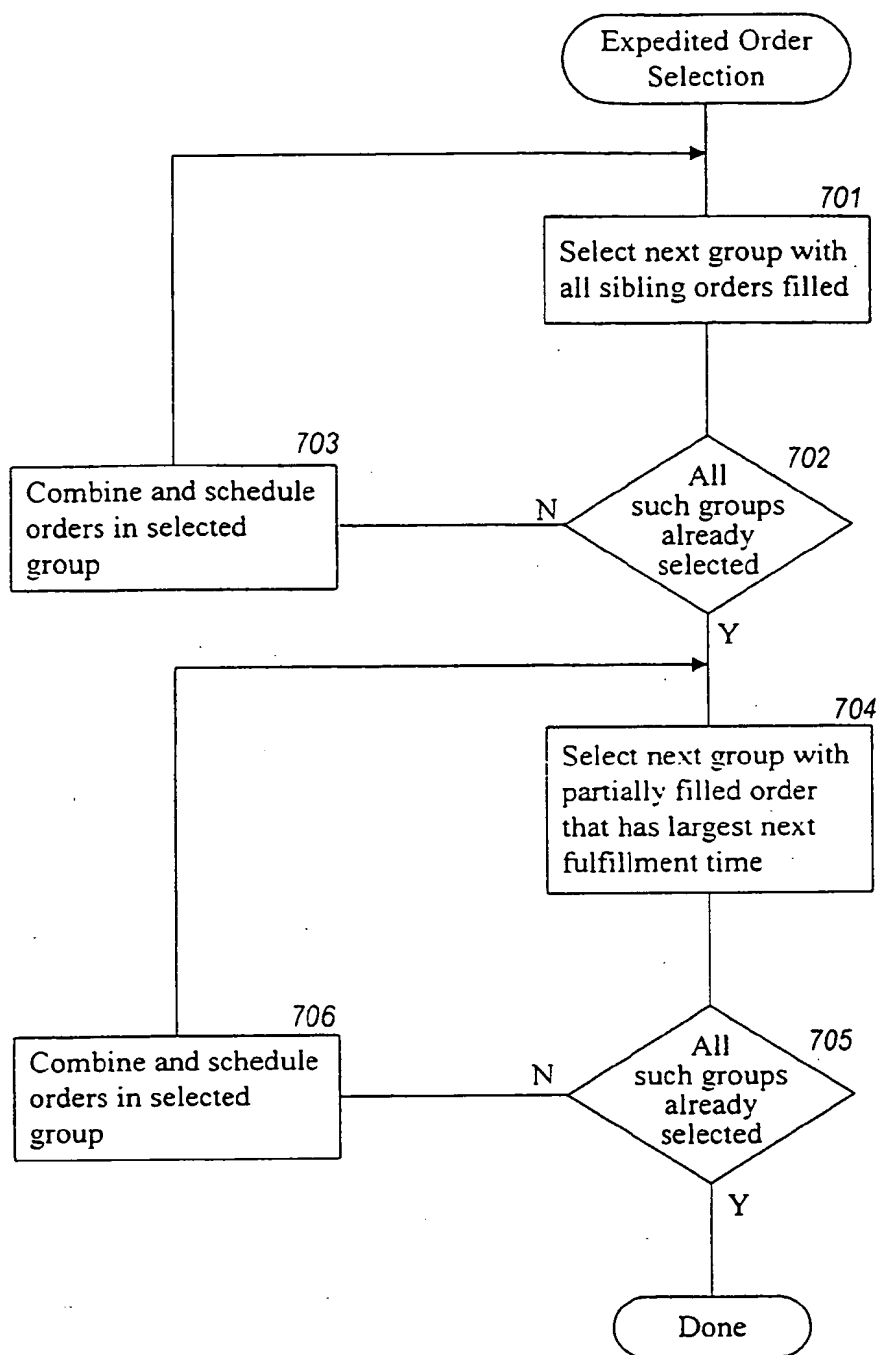 Expedited Order
Selection
701
Select next group with
all sibling orders filled
702
All
such groups
already
selected
N
Y
703
Combine and schedule
orders in selected
group
704
Select next group with
partially filled order
that has largest next
fulfillment time
705
All
such groups
already
selected
N
Y
706
Combine and schedule
orders in selected
group
Done